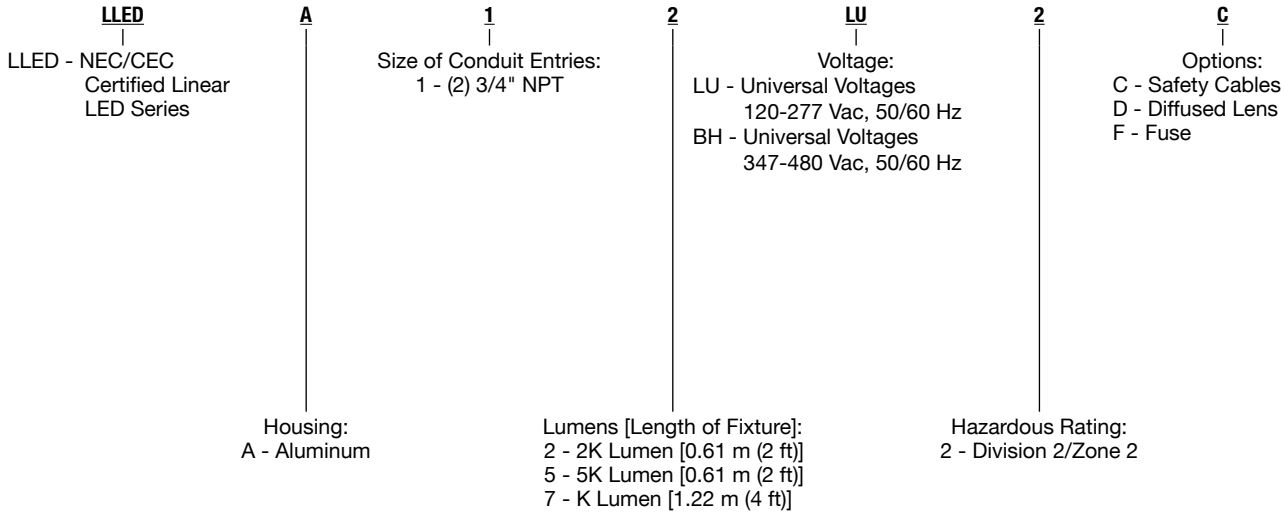 LLED A 1 2 LU 2 C
LLED - NEC/CEC
Certified Linear
LED Series
Size of Conduit Entries:
1 - (2) 3/4" NPT
Voltage:
LU - Universal Voltages
120-277 Vac, 50/60 Hz
BH - Universal Voltages
347-480 Vac, 50/60 Hz
Options:
C - Safety Cables
D - Diffused Lens
F - Fuse
Housing:
A - Aluminum
Lumens [Length of Fixture]:
2 - 2K Lumen [0.61 m (2 ft)]
5 - 5K Lumen [0.61 m (2 ft)]
7 - K Lumen [1.22 m (4 ft)]
Hazardous Rating:
2 - Division 2/Zone 2